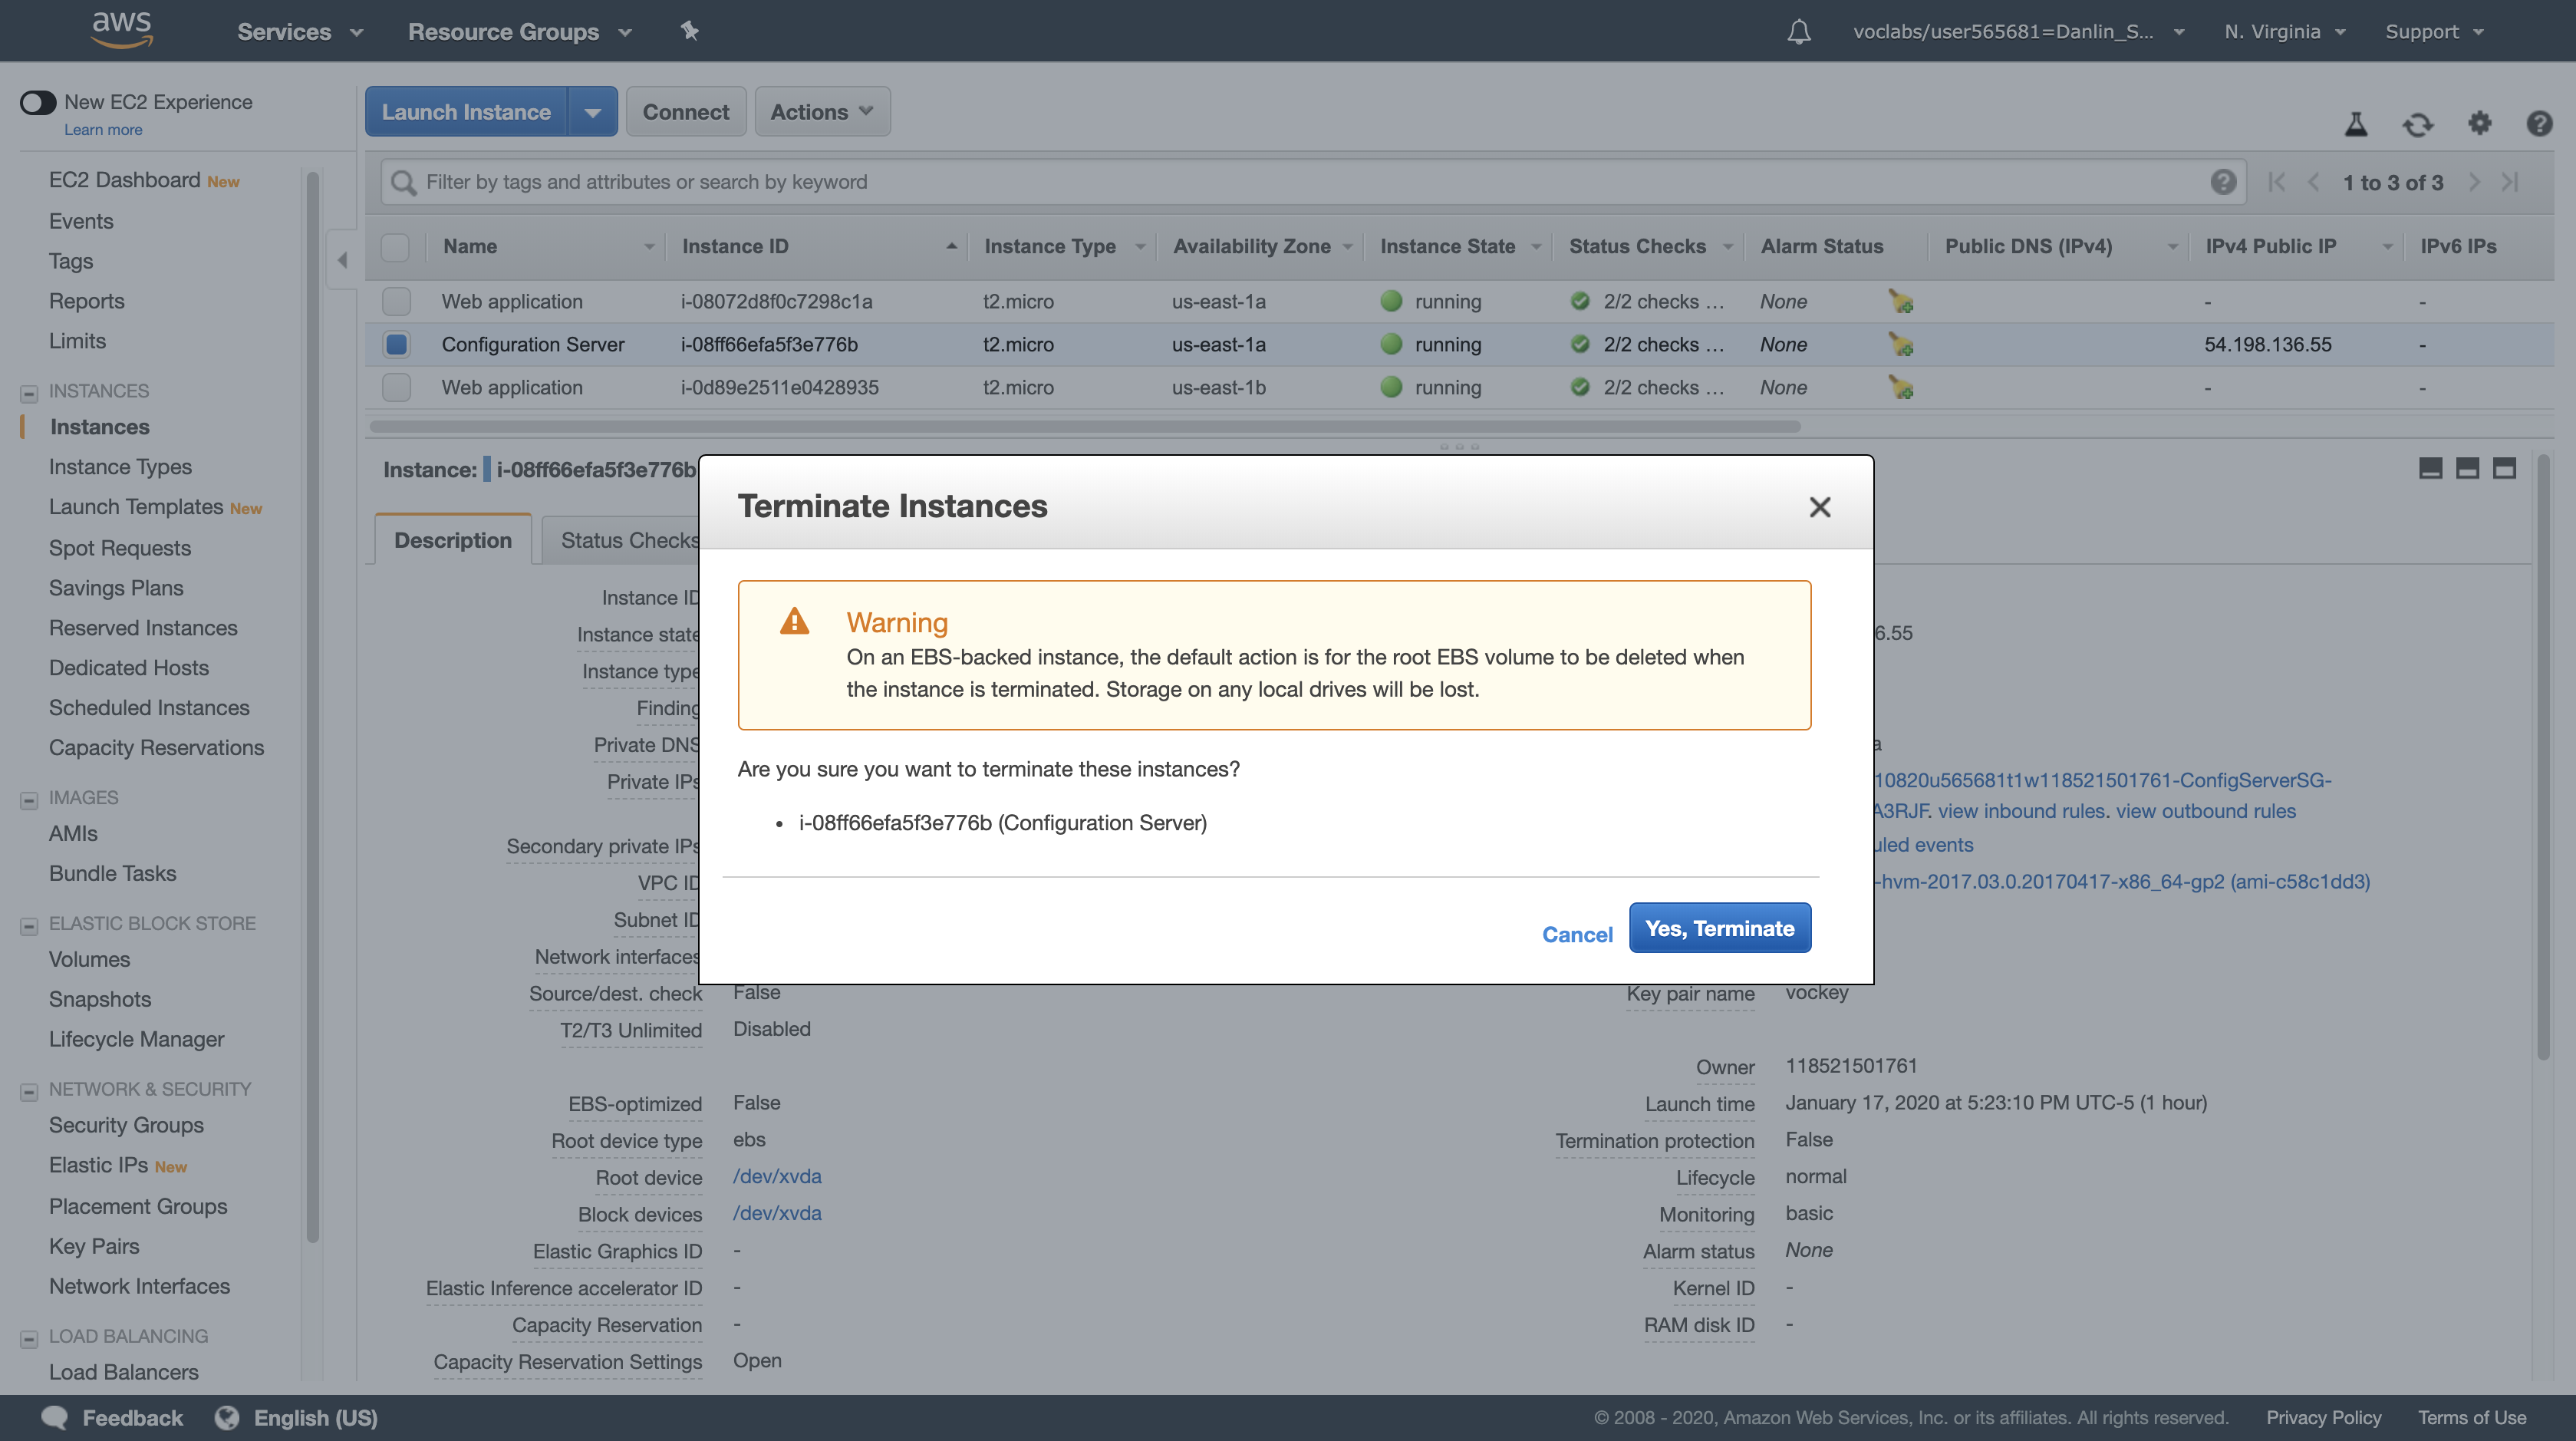 aws Services Resource Groups voclabs/user565681=Danlin_S... N. Virginia Support
New EC2 Experience
Learn more
EC2 Dashboard New
Events
Tags
Reports
Limits
INSTANCES
Instances
Instance Types
Launch Templates New
Spot Requests
Savings Plans
Reserved Instances
Dedicated Hosts
Scheduled Instances
Capacity Reservations
IMAGES
AMIs
Bundle Tasks
ELASTIC BLOCK STORE
Volumes
Snapshots
Lifecycle Manager
NETWORK & SECURITY
Security Groups
Elastic IPs New
Placement Groups
Key Pairs
Network Interfaces
LOAD BALANCING
Load Balancers
Launch Instance Connect Actions
Filter by tags and attributes or search by keyword 1 to 3 of 3
Name Instance ID Instance Type Availability Zone Instance State Status Checks Alarm Status Public DNS (IPv4) IPv4 Public IP IPv6 IPs
Web application i-08072d8f0c7298c1a t2.micro us-east-1a running 2/2 checks ... None - -
Configuration Server i-08ff66efa5f3e776b t2.micro us-east-1a running 2/2 checks ... None 54.198.136.55 -
Web application i-0d89e2511e0428935 t2.micro us-east-1b running 2/2 checks ... None - -
Instance: i-08ff66efa5f3e776b
Description Status Checks
Instance ID
Instance state
Instance type
Finding
Private DNS
Private IPs
Secondary private IPs
VPC ID
Subnet ID
Network interfaces
Source/dest. check False
T2/T3 Unlimited Disabled
EBS-optimized False
Root device type ebs
Root device /dev/xvda
Block devices /dev/xvda
Elastic Graphics ID -
Elastic Inference accelerator ID -
Capacity Reservation -
Capacity Reservation Settings Open
Terminate Instances
Warning
On an EBS-backed instance, the default action is for the root EBS volume to be deleted when
the instance is terminated. Storage on any local drives will be lost.
Are you sure you want to terminate these instances?
• i-08ff66efa5f3e776b (Configuration Server)
Cancel Yes, Terminate
6.55
a
10820u565681t1w118521501761-ConfigServerSG-
A3RJF. view inbound rules. view outbound rules
uled events
-hvm-2017.03.0.20170417-x86_64-gp2 (ami-c58c1dd3)
Key pair name vockey
Owner 118521501761
Launch time January 17, 2020 at 5:23:10 PM UTC-5 (1 hour)
Termination protection False
Lifecycle normal
Monitoring basic
Alarm status None
Kernel ID -
RAM disk ID -
Feedback English (US) © 2008 - 2020, Amazon Web Services, Inc. or its affiliates. All rights reserved. Privacy Policy Terms of Use